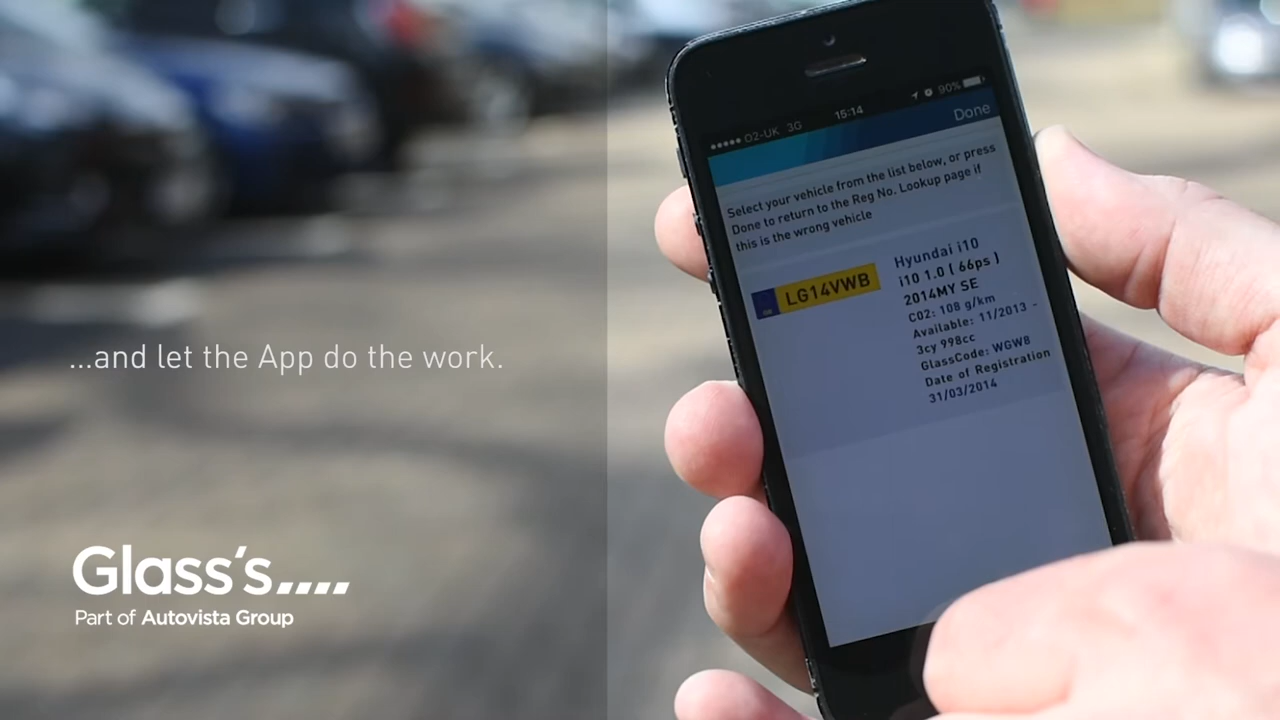 ...and let the App do the work.
Glass's....
Part of Autovista Group
O2-UK 3G 15:14 90%
Done
Select your vehicle from the list below, or press
Done to return to the Reg No. Lookup page if
this is the wrong vehicle
LG14VWB
Hyundai i10
i10 1.0 ( 66ps )
2014MY SE
C02: 108 g/km
Available: 11/2013 -
3cy 998cc
GlassCode: WGW8
Date of Registration
31/03/2014